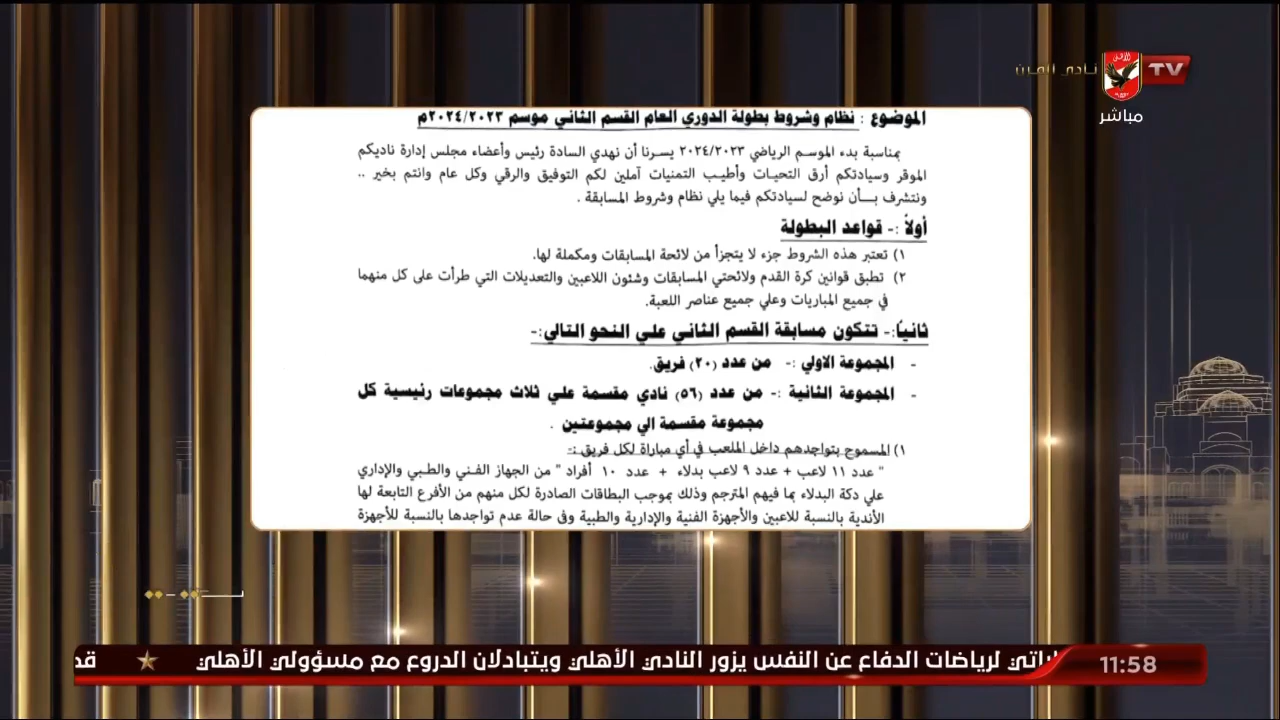 TV
نادي القرن
مباشر
الموضوع : نظام وشروط بطولة الدوري العام القسم الثاني موسم ٢٠٢٤/٢٠٢٣م
بمناسبة بدء الموسم الرياضي ٢٠٢٤/٢٠٢٣ يسرنا أن نهدي السادة رئيس وأعضاء مجلس إدارة ناديكم
الموقر وسيادتكم أرق التحيات وأطيب التمنيات آملين لكم التوفيق والرقي وكل عام وانتم بخير ..
ونتشرف بأن نوضح لسيادتكم فيما يلي نظام وشروط المسابقة .
أولاً :- قواعد البطولة
١) تعتبر هذه الشروط جزء لا يتجزأ من لائحة المسابقات ومكملة لها.
٢) تطبق قوانين كرة القدم ولائحتي المسابقات وشئون اللاعبين والتعديلات التي طرأت على كل منهما
في جميع المباريات وعلي جميع عناصر اللعبة.
ثانياً:- تتكون مسابقة القسم الثاني علي النحو التالي:-
- المجموعة الاولي :- من عدد (٢٠) فريق.
- المجموعة الثانية :- من عدد (٥٦) نادي مقسمة علي ثلاث مجموعات رئيسية كل
مجموعة مقسمة الي مجموعتين .
١) المسموح بتواجدهم داخل الملعب في أي مباراة لكل فريق :-
" عدد ١١ لاعب + عدد ٩ لاعب بدلاء + عدد ١٠ أفراد " من الجهاز الفني والطبي والإداري
علي دكة البدلاء بما فيهم المترجم وذلك بموجب البطاقات الصادرة لكل منهم من الأفرع التابعة لها
الأندية بالنسبة للاعبين والأجهزة الفنية والإدارية والطبية وفى حالة عدم تواجدها بالنسبة للأجهزة
11:58
لرياضات الدفاع عن النفس يزور النادي الأهلي ويتبادلان الدروع مع مسؤولي الأهلي